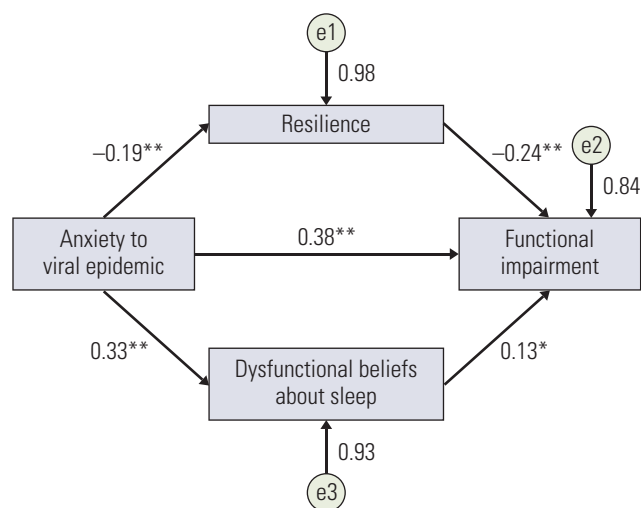 e1
0.98
Resilience
–0.19**
–0.24**
e2
0.84
Anxiety to
viral epidemic
0.38**
Functional
impairment
0.33**
0.13*
Dysfunctional beliefs
about sleep
0.93
e3